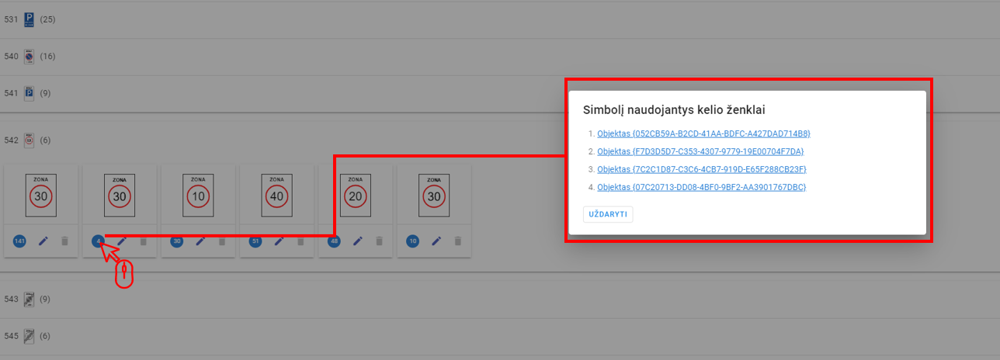 531 P (25)
540 (16)
541 P (9)
542 (6)
ZONA ZONA ZONA ZONA ZONA ZONA
30 30 10 40 20 30
141 4 30 51 48 10
543 (9)
545 (6)
Simbolį naudojantys kelio ženklai
1. Objektas {052CB59A-B2CD-41AA-BDFC-A427DAD714B8}
2. Objektas {F7D3D5D7-C353-4307-9779-19E00704F7DA}
3. Objektas {7C2C1D87-C3C6-4CB7-919D-E65F288CB23F}
4. Objektas {07C20713-DD08-4BF0-9BF2-AA3901767DBC}
UŽDARYTI